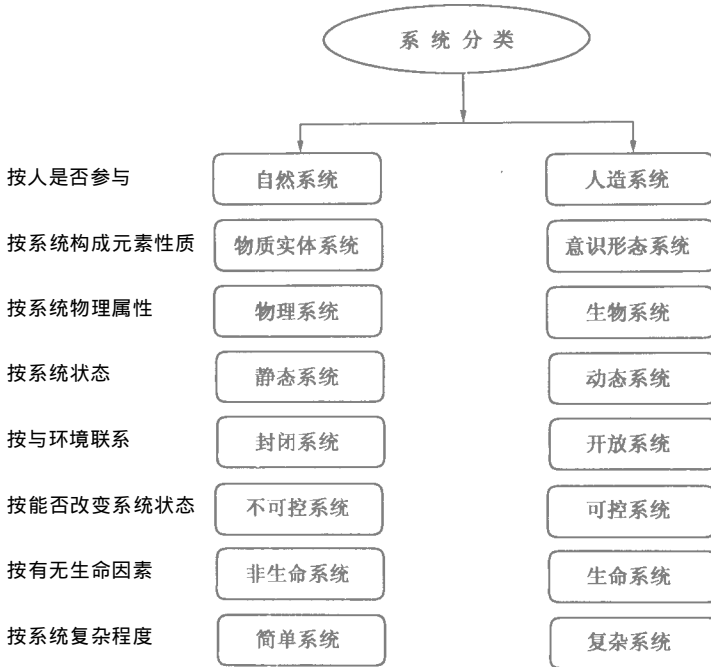 系统分类
按人是否参与 自然系统 人造系统
按系统构成元素性质 物质实体系统 意识形态系统
按系统物理属性 物理系统 生物系统
按系统状态 静态系统 动态系统
按与环境联系 封闭系统 开放系统
按能否改变系统状态 不可控系统 可控系统
按有无生命因素 非生命系统 生命系统
按系统复杂程度 简单系统 复杂系统